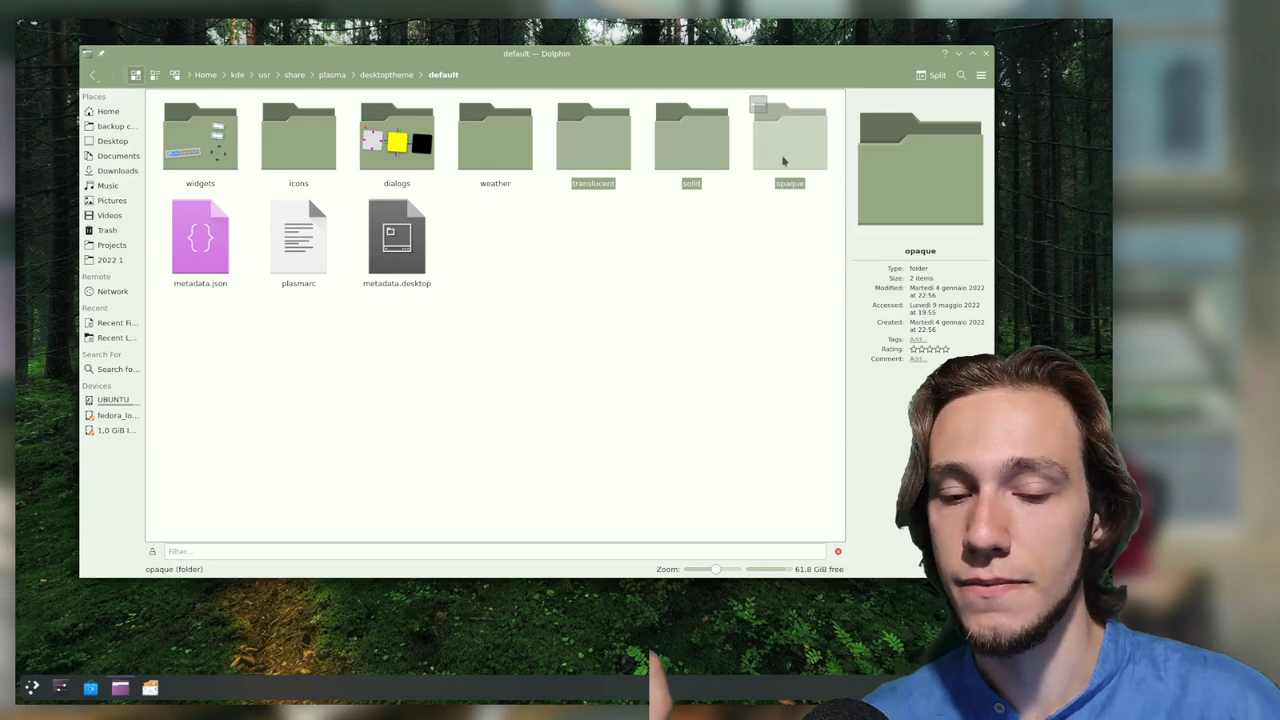 default — Dolphin
Home kde usr share plasma desktoptheme default
Split
Places
Home
backup c...
Desktop
Documents
Downloads
Music
Pictures
Videos
Trash
Projects
2022 1
Remote
Network
Recent
Recent Fi...
Recent L...
Search For
Search fo...
Devices
UBUNTU
fedora_lo...
1,0 GiB I...
widgets
icons
dialogs
weather
translucent
solid
opaque
metadata.json
plasmarc
metadata.desktop
opaque
Type: folder
Size: 2 items
Modified: Martedì 4 gennaio 2022
at 22:56
Accessed: Lunedì 9 maggio 2022
at 19:55
Created: Martedì 4 gennaio 2022
at 22:56
Tags: Add...
Rating:
Comment: Add...
Filter...
opaque (folder)
Zoom:
61,8 GiB free